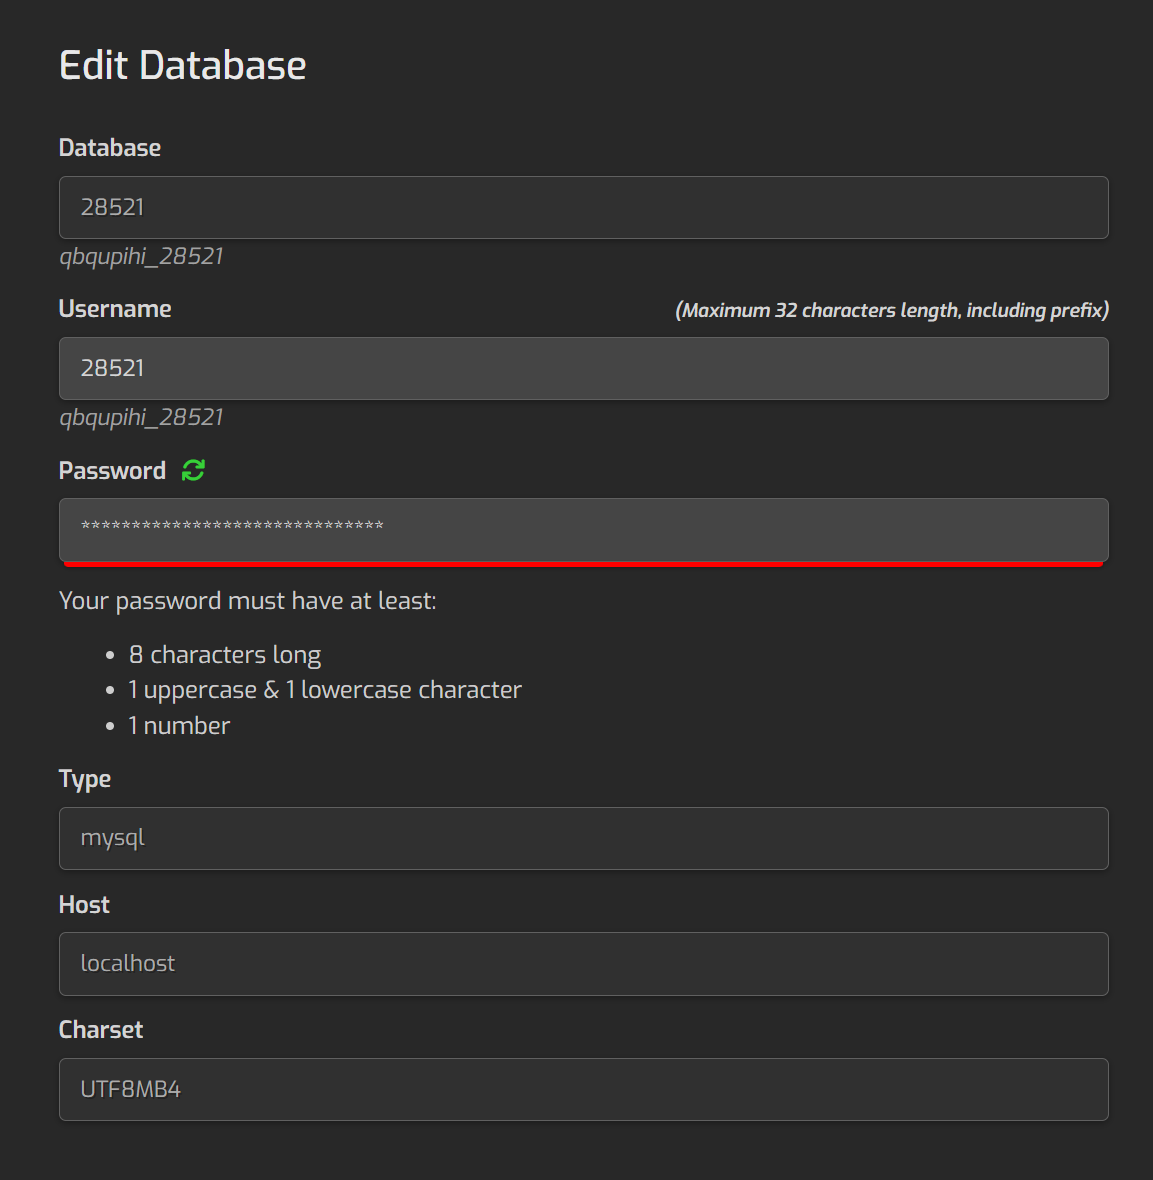 Edit Database
Database
28521
qbqupihi_28521
Username (Maximum 32 characters length, including prefix)
28521
qbqupihi_28521
Password
******************************
Your password must have at least:
• 8 characters long
• 1 uppercase & 1 lowercase character
• 1 number
Type
mysql
Host
localhost
Charset
UTF8MB4